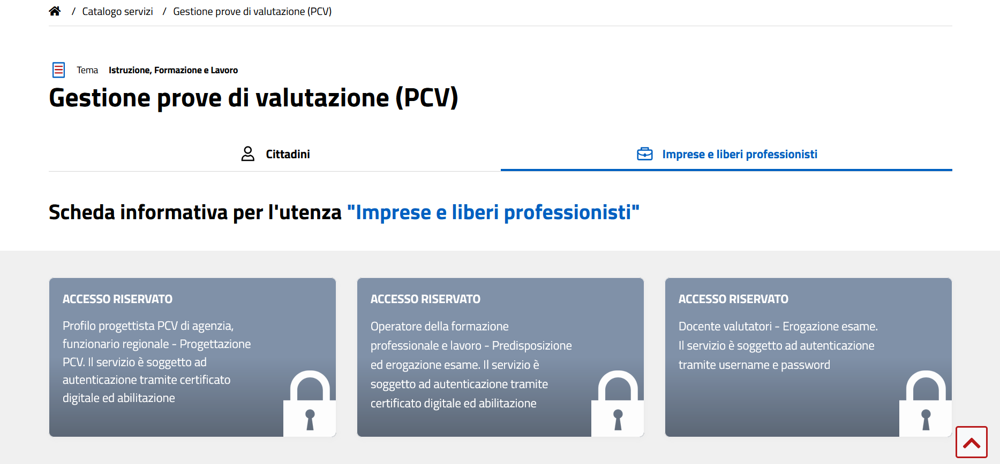 / Catalogo servizi / Gestione prove di valutazione (PCV)
Tema Istruzione, Formazione e Lavoro
Gestione prove di valutazione (PCV)
Cittadini
Imprese e liberi professionisti
Scheda informativa per l'utenza "Imprese e liberi professionisti"
ACCESSO RISERVATO
Profilo progettista PCV di agenzia,
funzionario regionale - Progettazione
PCV. Il servizio è soggetto ad
autenticazione tramite certificato
digitale ed abilitazione
ACCESSO RISERVATO
Operatore della formazione
professionale e lavoro - Predisposizione
ed erogazione esame. Il servizio è
soggetto ad autenticazione tramite
certificato digitale ed abilitazione
ACCESSO RISERVATO
Docente valutatori - Erogazione esame.
Il servizio è soggetto ad autenticazione
tramite username e password